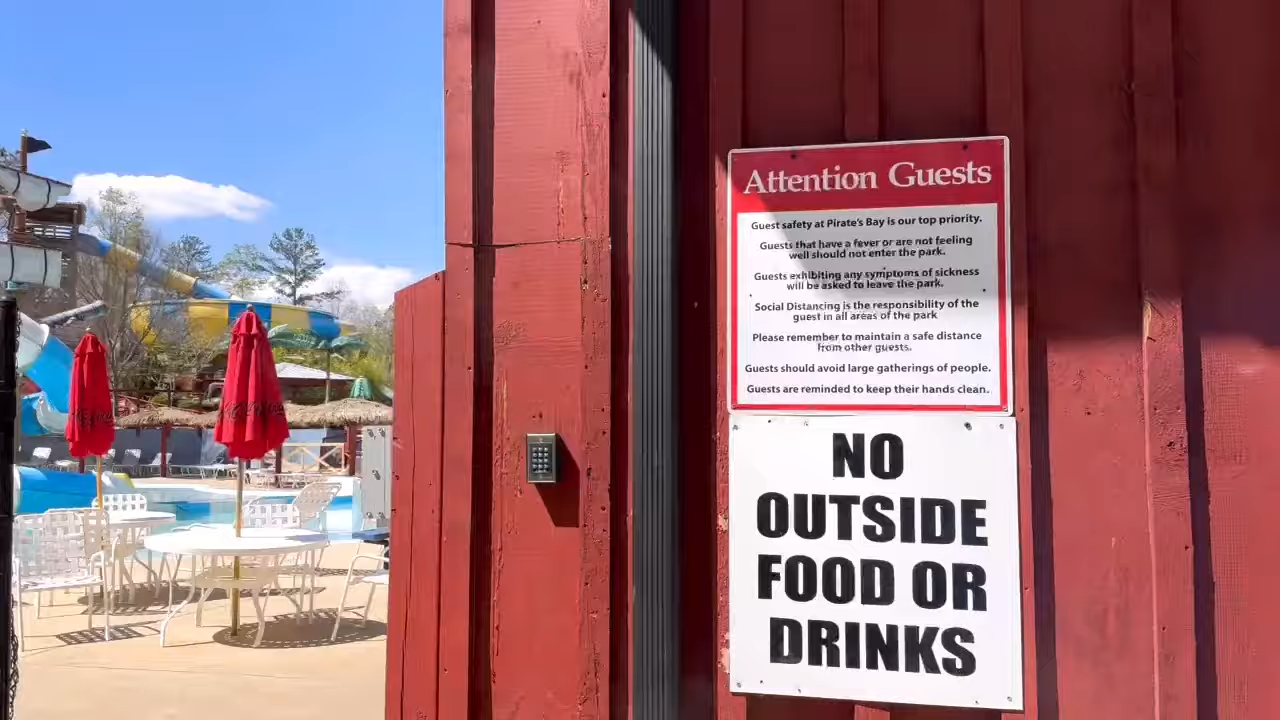 Attention Guests
Guest safety at Pirate's Bay is our top priority.
Guests that have a fever or are not feeling
well should not enter the park.
Guests exhibiting any symptoms of sickness
will be asked to leave the park.
Social Distancing is the responsibility of the
guest in all areas of the park
Please remember to maintain a safe distance
from other guests.
Guests should avoid large gatherings of people.
Guests are reminded to keep their hands clean.
NO
OUTSIDE
FOOD OR
DRINKS